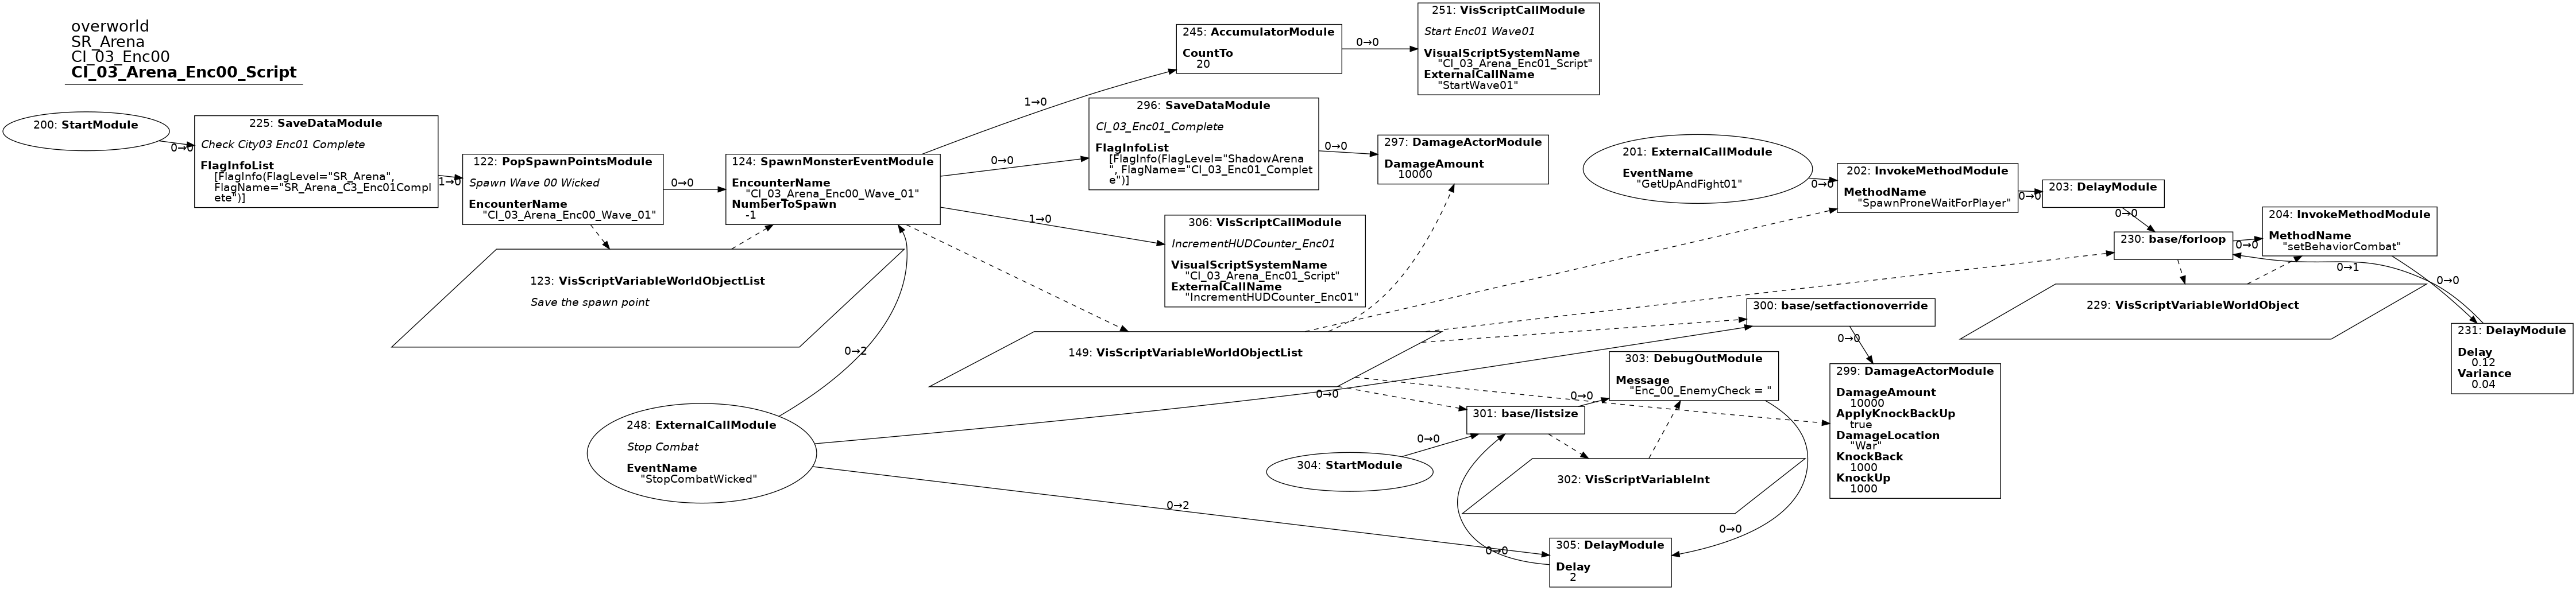 overworld
SR_Arena
CI_03_Enc00
CI_03_Arena_Enc00_Script
200: StartModule
0→0
225: SaveDataModule
Check City03 Enc01 Complete
FlagInfoList
[FlagInfo(FlagLevel="SR_Arena",
FlagName="SR_Arena_C3_Enc01Compl
ete")]
1→0
122: PopSpawnPointsModule
Spawn Wave 00 Wicked
EncounterName
"CI_03_Arena_Enc00_Wave_01"
0→0
123: VisScriptVariableWorldObjectList
Save the spawn point
124: SpawnMonsterEventModule
EncounterName
"CI_03_Arena_Enc00_Wave_01"
NumberToSpawn
-1
1→0
0→0
1→0
245: AccumulatorModule
CountTo
20
0→0
251: VisScriptCallModule
Start Enc01 Wave01
VisualScriptSystemName
"CI_03_Arena_Enc01_Script"
ExternalCallName
"StartWave01"
296: SaveDataModule
CI_03_Enc01_Complete
FlagInfoList
[FlagInfo(FlagLevel="ShadowArena
", FlagName="CI_03_Enc01_Complet
e")]
0→0
297: DamageActorModule
DamageAmount
10000
306: VisScriptCallModule
IncrementHUDCounter_Enc01
VisualScriptSystemName
"CI_03_Arena_Enc01_Script"
ExternalCallName
"IncrementHUDCounter_Enc01"
149: VisScriptVariableWorldObjectList
201: ExternalCallModule
EventName
"GetUpAndFight01"
0→0
202: InvokeMethodModule
MethodName
"SpawnProneWaitForPlayer"
0→0
203: DelayModule
0→0
230: base/forloop
0→0
204: InvokeMethodModule
MethodName
"setBehaviorCombat"
0→1
0→0
229: VisScriptVariableWorldObject
231: DelayModule
Delay
0.12
Variance
0.04
300: base/setfactionoverride
0→0
299: DamageActorModule
DamageAmount
10000
ApplyKnockBackUp
true
DamageLocation
"War"
KnockBack
1000
KnockUp
1000
248: ExternalCallModule
Stop Combat
EventName
"StopCombatWicked"
0→2
0→0
0→2
303: DebugOutModule
Message
"Enc_00_EnemyCheck = "
0→0
301: base/listsize
0→0
304: StartModule
302: VisScriptVariableInt
0→0
0→0
305: DelayModule
Delay
2